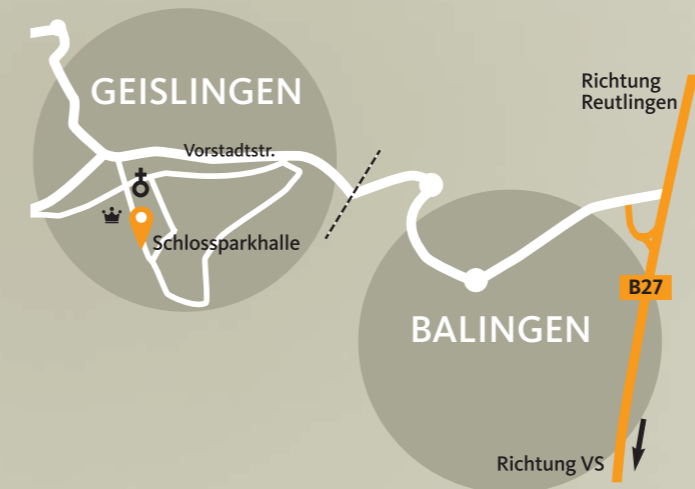 GEISLINGEN
Richtung
Reutlingen
Vorstadtstr.
Schlossparkhalle
B27
BALINGEN
Richtung VS